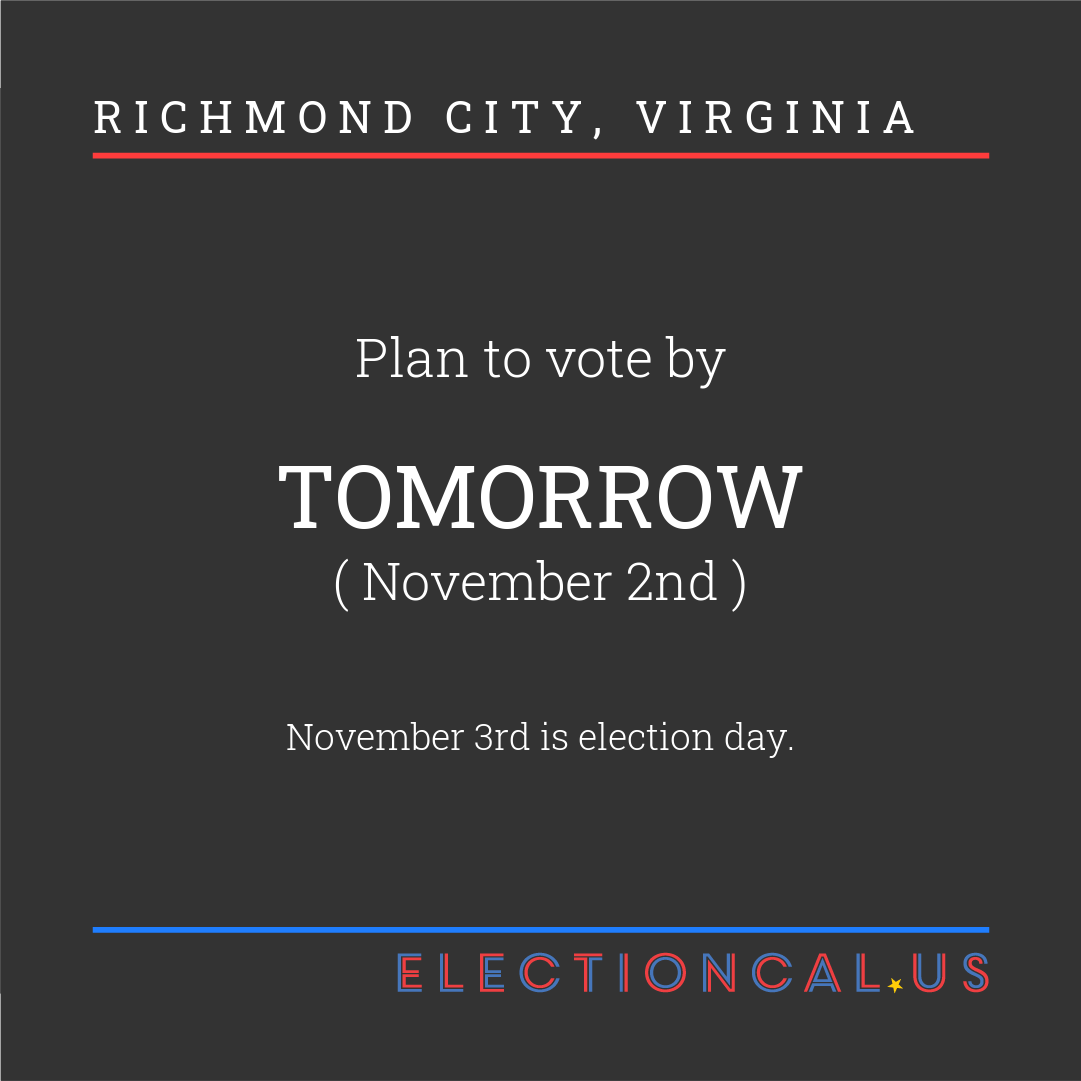 RICHMOND CITY, VIRGINIA
Plan to vote by
TOMORROW
( November 2nd )
November 3rd is election day.
ELECTIONCAL.US